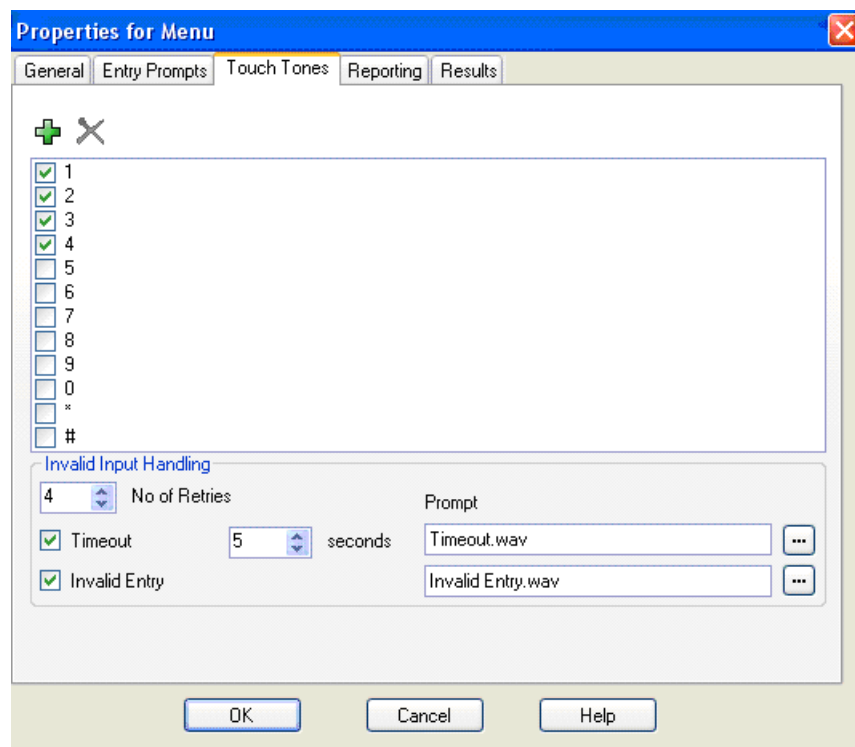 Properties for Menu
General Entry Prompts Touch Tones Reporting Results
1
2
3
4
5
6
7
8
9
0
*
#
Invalid Input Handling
4 No of Retries Prompt
Timeout 5 seconds Timeout.wav ...
Invalid Entry Invalid Entry.wav ...
OK Cancel Help